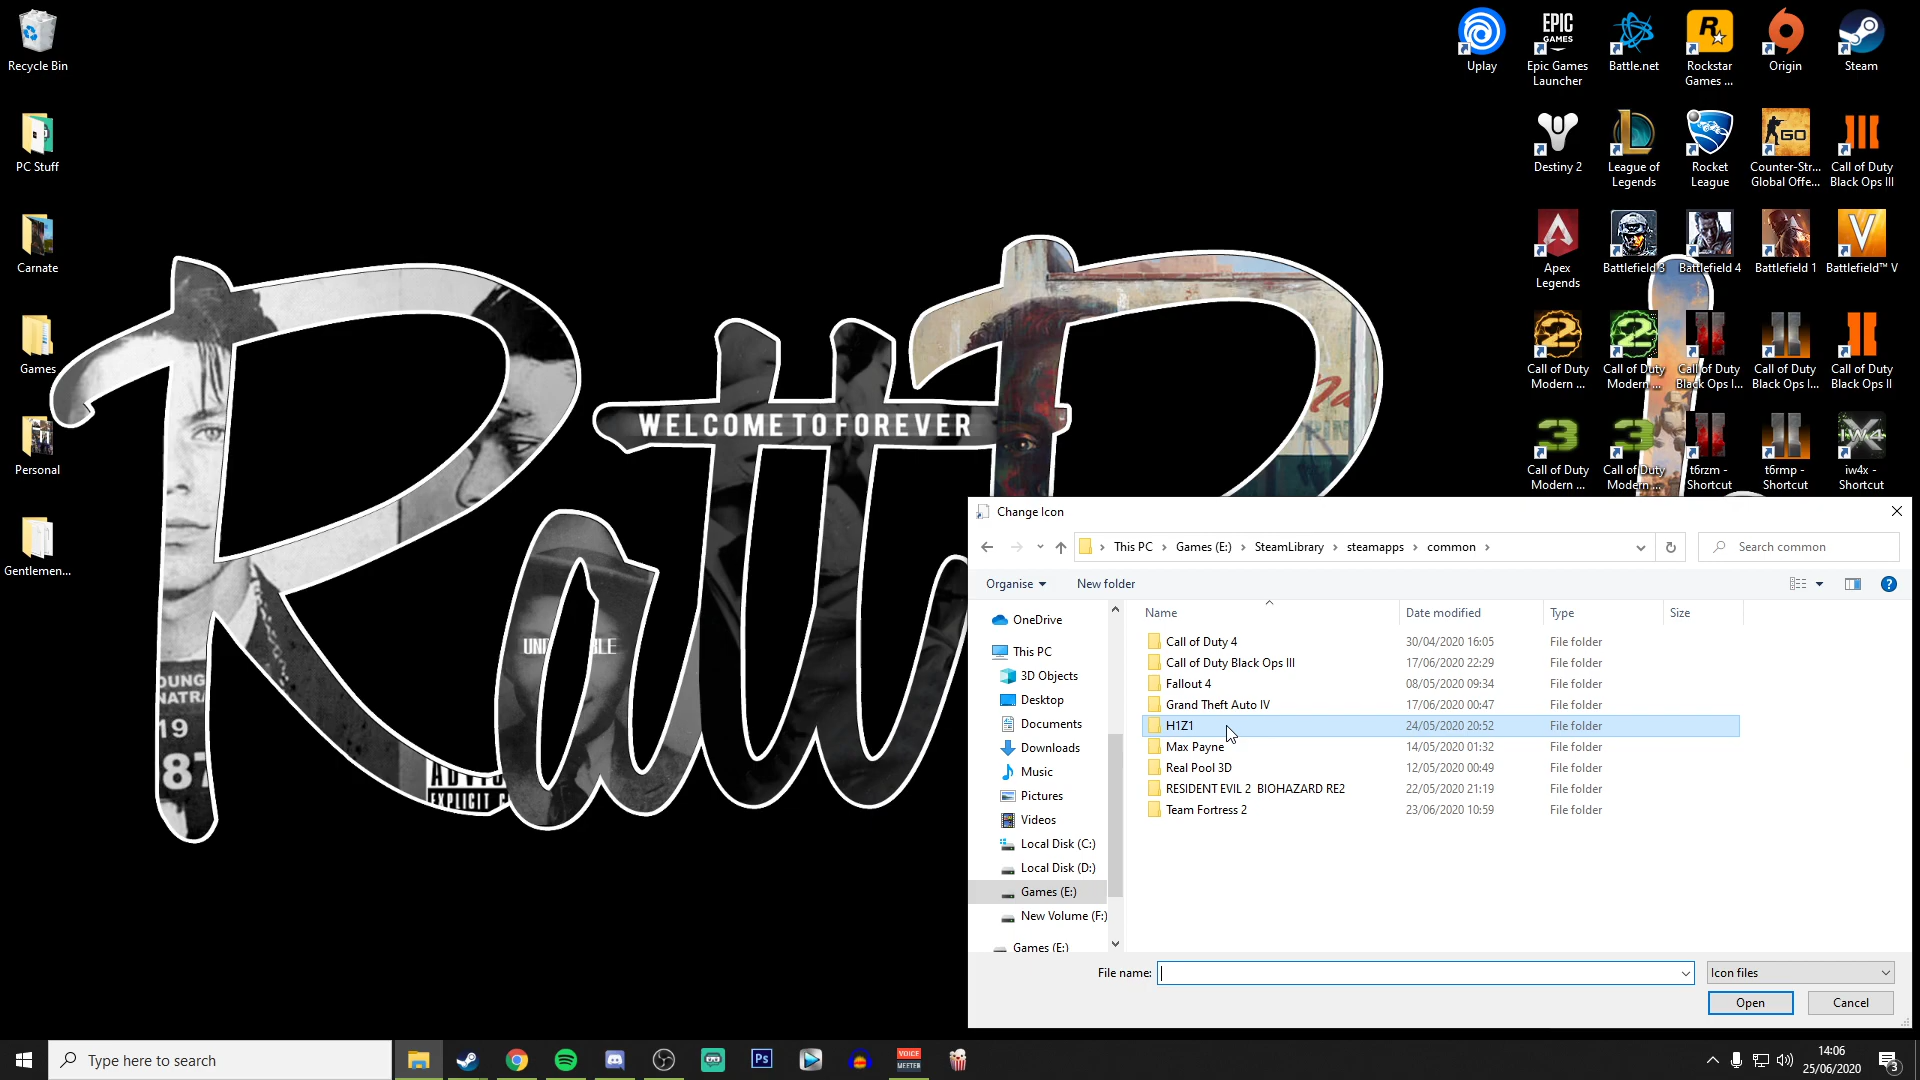 Recycle Bin
PC Stuff
Carnate
Games
Personal
Gentlemen...
Uplay
EPIC
GAMES
Epic Games
Launcher
Battle.net
R
Rockstar
Games ...
Origin
Steam
Destiny 2
League of
Legends
Rocket
League
GO
Counter-Str...
Global Offe...
Call of Duty
Black Ops III
Apex
Legends
Battlefield 3
Battlefield 4
Battlefield 1
V
Battlefield™ V
2
Call of Duty
Modern ...
2
Call of Duty
Modern ...
Call of Duty
Black Ops I...
Call of Duty
Black Ops I...
Call of Duty
Black Ops II
3
Call of Duty
Modern ...
3
Call of Duty
Modern ...
t6rzm -
Shortcut
t6rmp -
Shortcut
iw4x -
Shortcut
WELCOME TO FOREVER
Change Icon
This PC > Games (E:) > SteamLibrary > steamapps > common >
Search common
Organise
New folder
?
OneDrive
This PC
3D Objects
Desktop
Documents
Downloads
Music
Pictures
Videos
Local Disk (C:)
Local Disk (D:)
Games (E:)
New Volume (F:)
Games (E:)
Name Date modified Type Size
Call of Duty 4 30/04/2020 16:05 File folder
Call of Duty Black Ops III 17/06/2020 22:29 File folder
Fallout 4 08/05/2020 09:34 File folder
Grand Theft Auto IV 17/06/2020 00:47 File folder
H1Z1 24/05/2020 20:52 File folder
Max Payne 14/05/2020 01:32 File folder
Real Pool 3D 12/05/2020 00:49 File folder
RESIDENT EVIL 2 BIOHAZARD RE2 22/05/2020 21:19 File folder
Team Fortress 2 23/06/2020 10:59 File folder
File name:
Icon files
Open
Cancel
Type here to search
Ps
VOICE
MEETER
14:06
25/06/2020
3